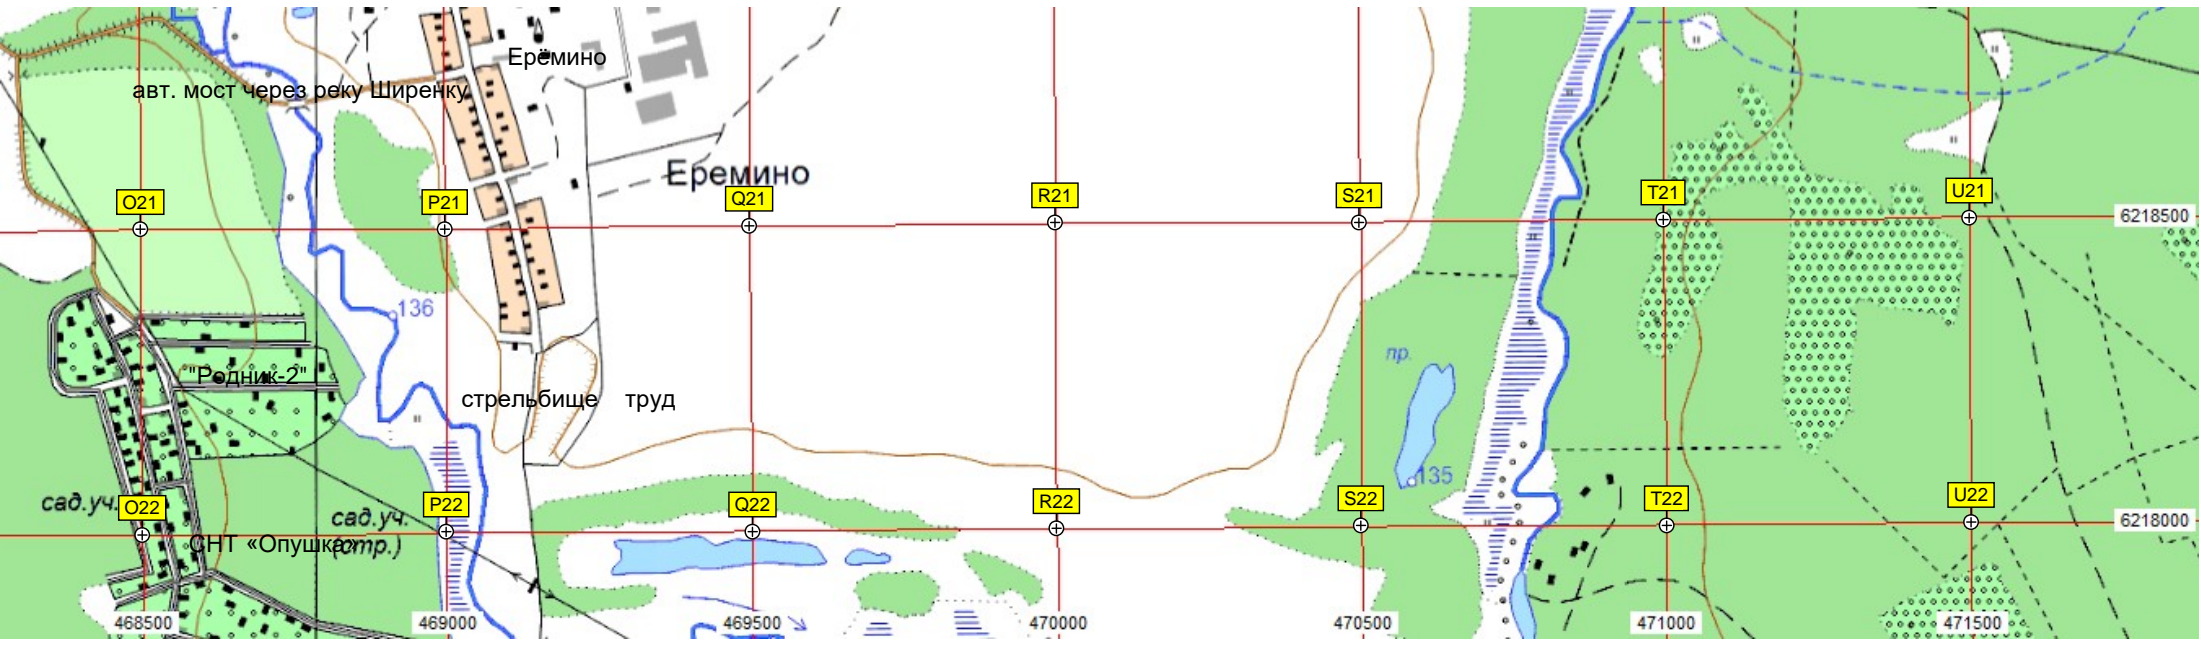 Ерёмино
авт. мост через реку Ширенку
Еремино
O21
P21
Q21
R21
S21
T21
U21
6218500
136
пр.
"Родник-2"
стрельбище труд
135
сад.уч.
O22
P22
Q22
R22
S22
T22
U22
6218000
сад.уч.
СНТ «Опушка»
(стр.)
468500
469000
469500
470000
470500
471000
471500